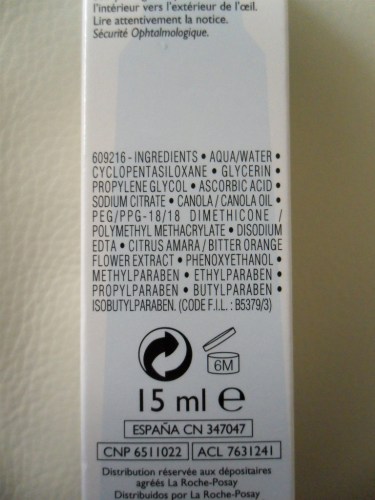 l'intérieur vers l'extérieur de l'œil.
Lire attentivement la notice.
Sécurité Ophtalmologique.
609216 - INGREDIENTS • AQUA/WATER •
CYCLOPENTASILOXANE • GLYCERIN •
PROPYLENE GLYCOL • ASCORBIC ACID •
SODIUM CITRATE • CANOLA / CANOLA OIL •
PEG/PPG-18/18 DIMETHICONE /
POLYMETHYL METHACRYLATE • DISODIUM
EDTA • CITRUS AMARA / BITTER ORANGE
FLOWER EXTRACT • PHENOXYETHANOL •
METHYLPARABEN • ETHYLPARABEN •
PROPYLPARABEN • BUTYLPARABEN •
ISOBUTYLPARABEN. (CODE F.I.L. : B5379/3)
6M
15 ml e
ESPAÑA CN 347047
CNP 6511022 ACL 7631241
Distribution réservée aux dépositaires
agréés La Roche-Posay
Distribuidos por La Roche-Posay